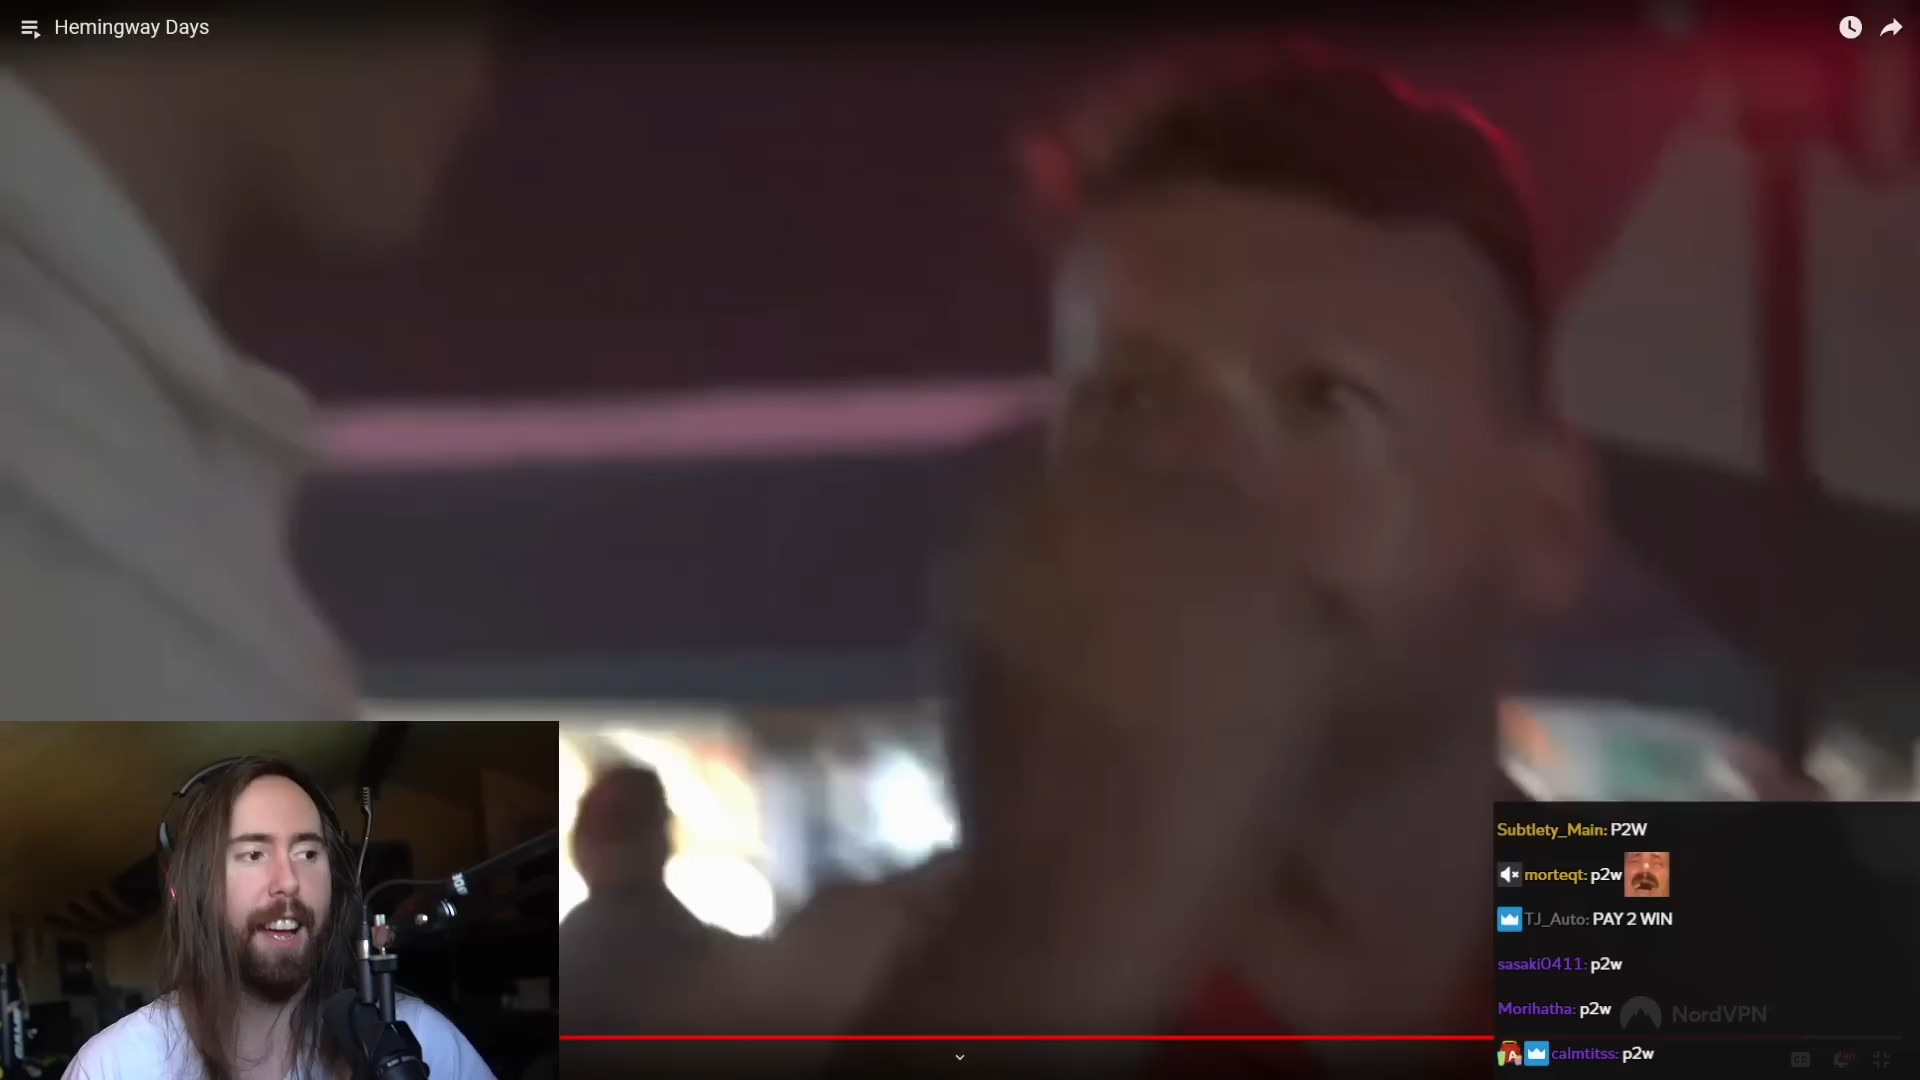 Hemingway Days
Subtlety_Main: P2W
morteqt: p2w
TJ_Auto: PAY 2 WIN
sasaki0411: p2w
Morihatha: p2w
NordVPN
calmtitss: p2w